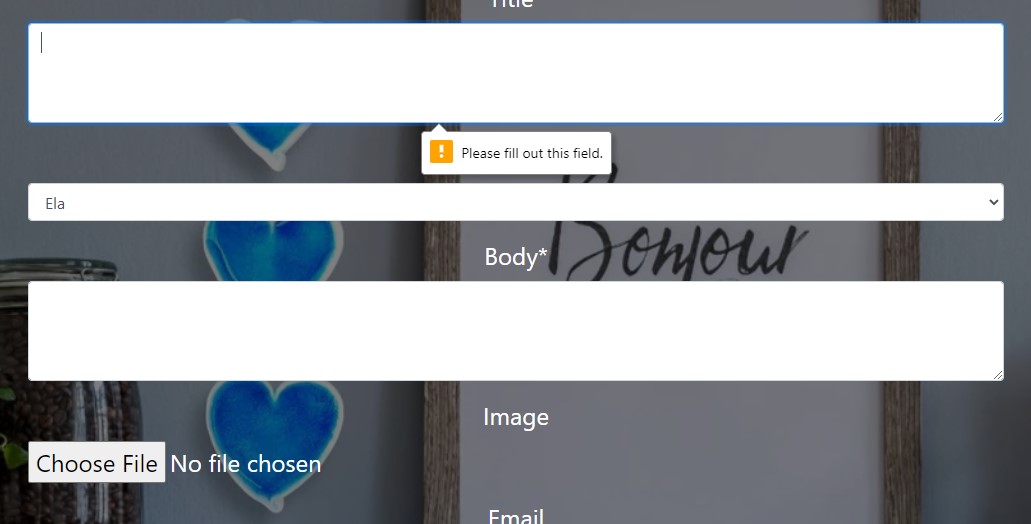 Title
Please fill out this field.
Ela
Body*
Bonjour
Image
Choose File No file chosen
Email